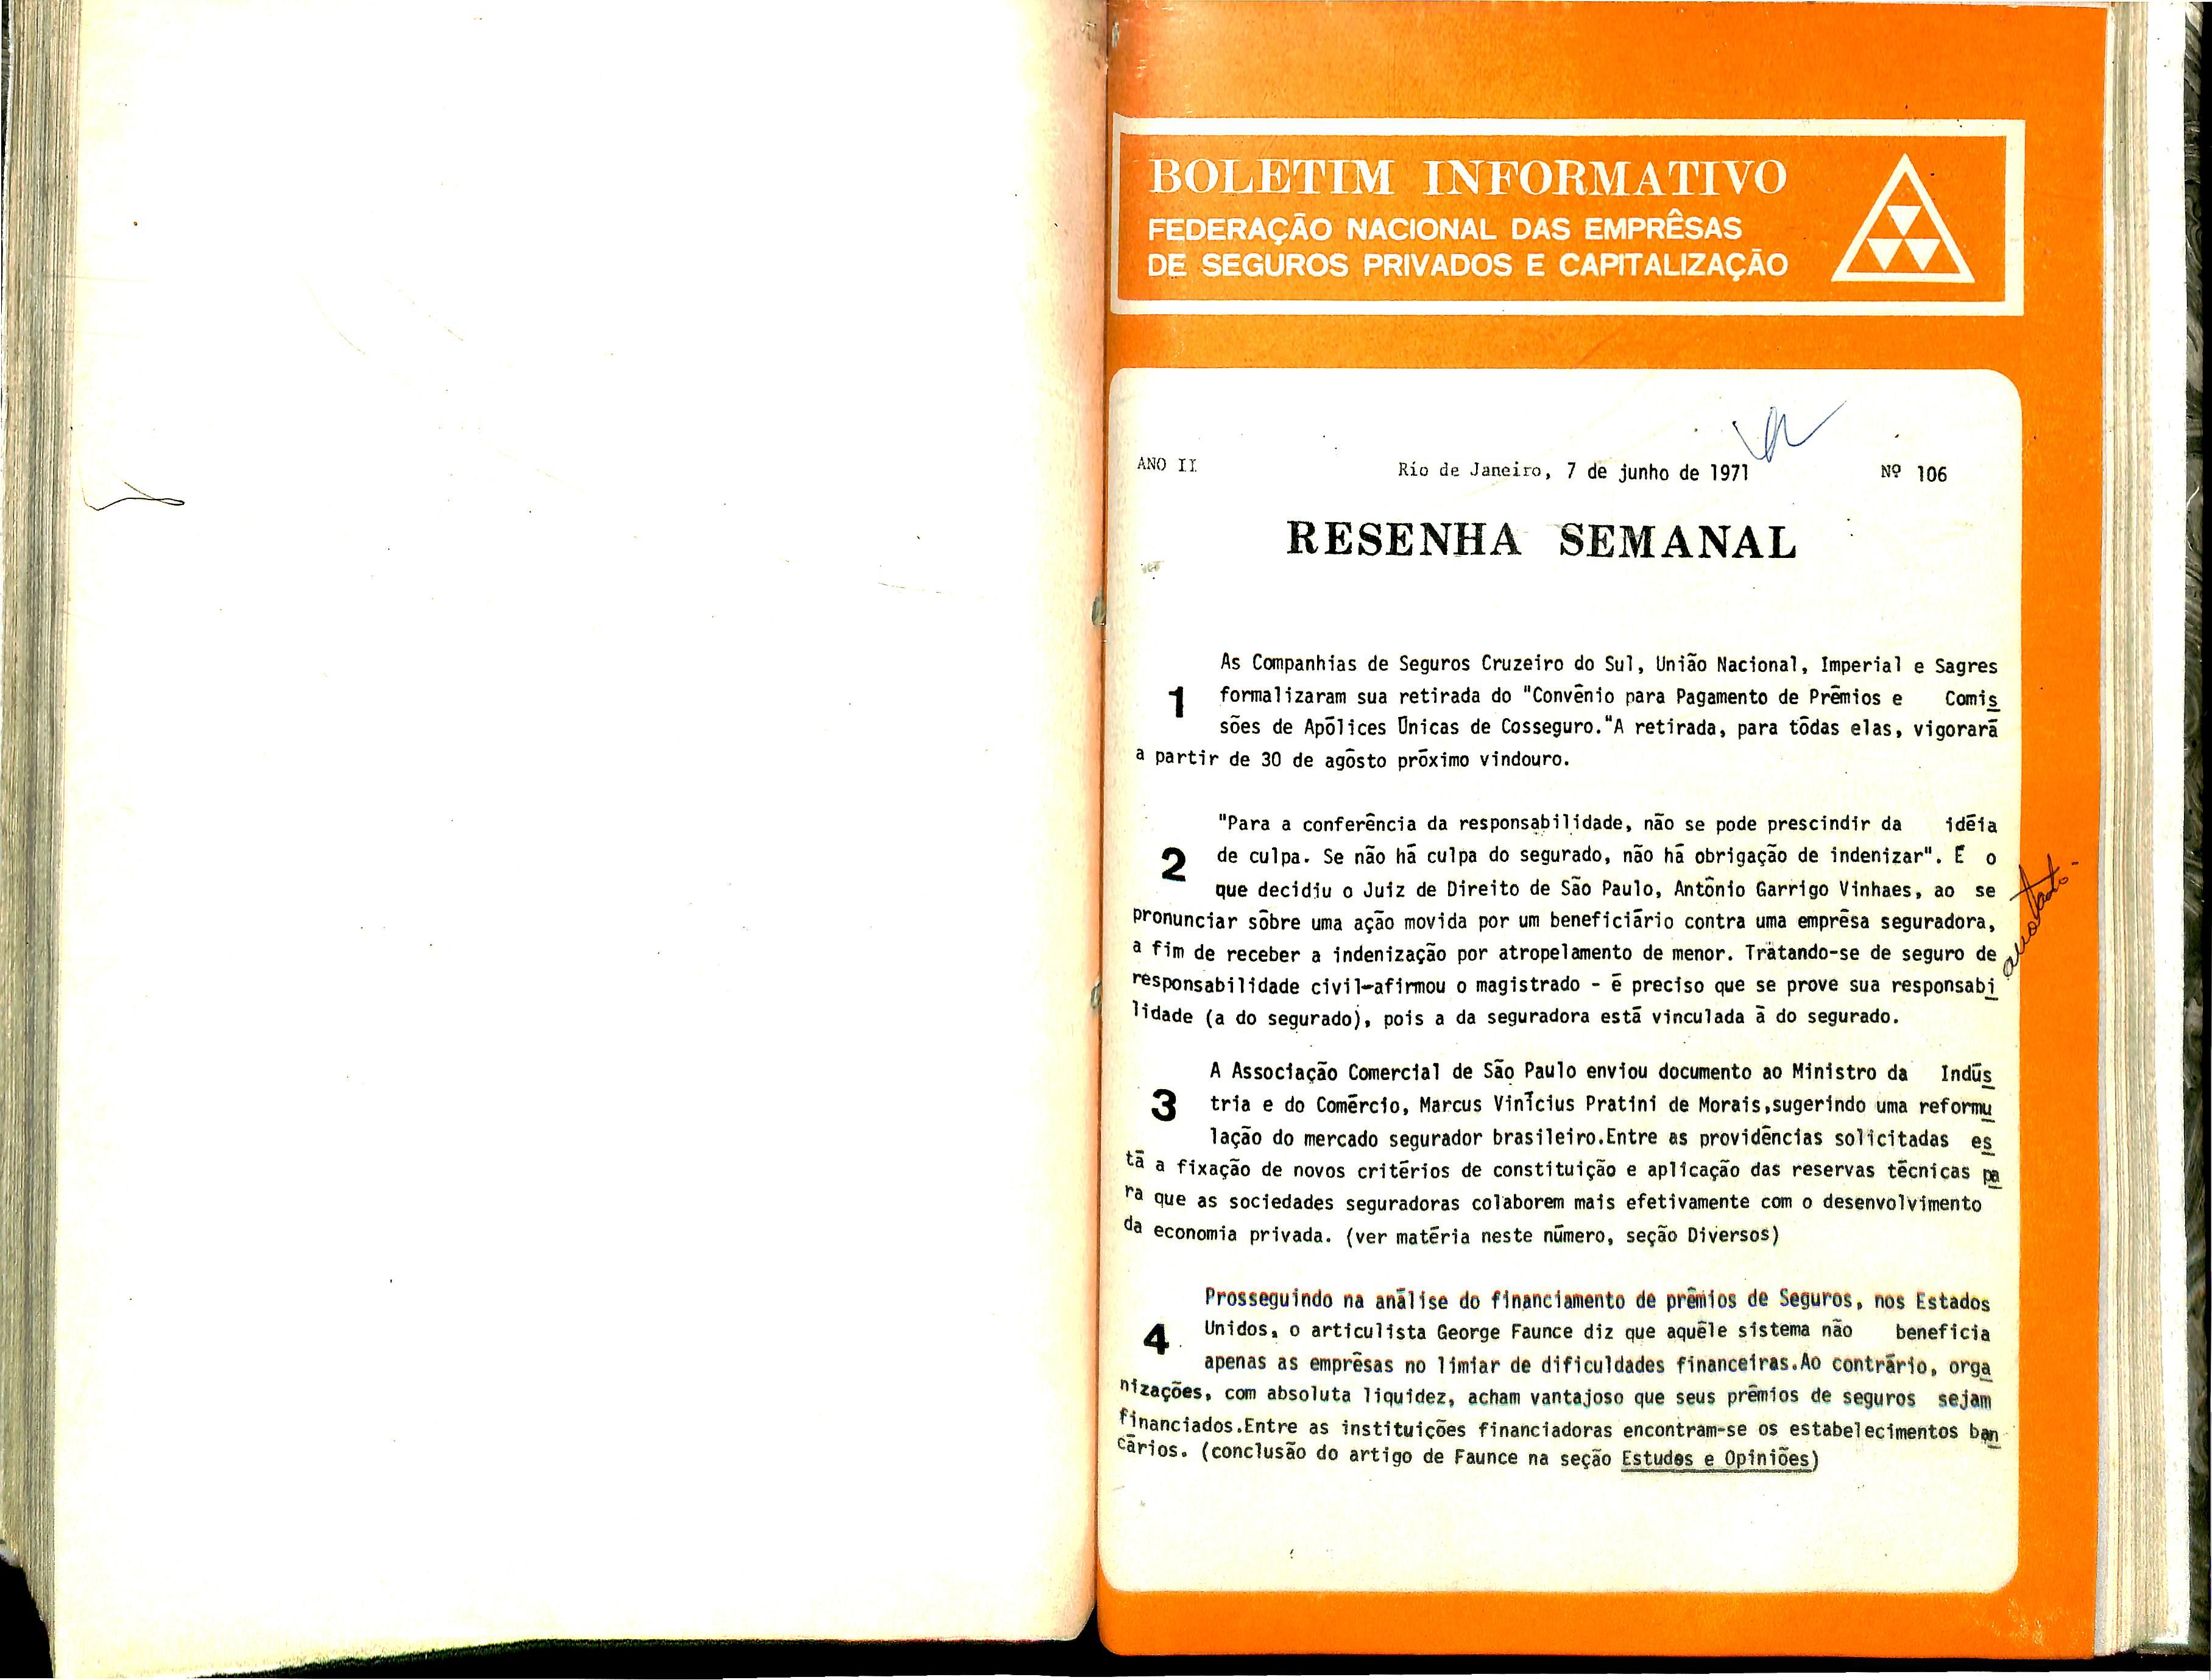 BOLETIM INFORMATIVO
FEDERAÇÃO NACIONAL DAS EMPRÊSAS
DE SEGUROS PRIVADOS E CAPITALIZAÇÃO
ANO II Rio de Janeiro, 7 de junho de 1971 Nº 106
RESENHA SEMANAL
As Companhias de Seguros Cruzeiro do Sul, União Nacional, Imperial e Sagres
1 formalizaram sua retirada do "Convênio para Pagamento de Prêmios e Comis
sões de Apólices Únicas de Cosseguro."A retirada, para tôdas elas, vigorará
a partir de 30 de agôsto próximo vindouro.
"Para a conferência da responsabilidade, não se pode prescindir da idéia
2 de culpa. Se não há culpa do segurado, não há obrigação de indenizar". É o
que decidiu o Juiz de Direito de São Paulo, Antônio Garrigo Vinhaes, ao se
pronunciar sôbre uma ação movida por um beneficiário contra uma emprêsa seguradora,
a fim de receber a indenização por atropelamento de menor. Tratando-se de seguro de
responsabilidade civil-afirmou o magistrado - é preciso que se prove sua responsabi
lidade (a do segurado), pois a da seguradora está vinculada à do segurado.
anotado-
A Associação Comercial de São Paulo enviou documento ao Ministro da Indús
3 tria e do Comércio, Marcus Vinícius Pratini de Morais,sugerindo uma reformu
lação do mercado segurador brasileiro.Entre as providências solicitadas es
tá a fixação de novos critérios de constituição e aplicação das reservas técnicas pa
ra que as sociedades seguradoras colaborem mais efetivamente com o desenvolvimento
da economia privada. (ver matéria neste número, seção Diversos)
Prosseguindo na análise do financiamento de prêmios de Seguros, nos Estados
4 Unidos, o articulista George Faunce diz que aquêle sistema não beneficia
apenas as emprêsas no limiar de dificuldades financeiras.Ao contrário, orga
nizações, com absoluta liquidez, acham vantajoso que seus prêmios de seguros sejam
financiados.Entre as instituições financiadoras encontram-se os estabelecimentos ban
cários. (conclusão do artigo de Faunce na seção Estudos e Opiniões)